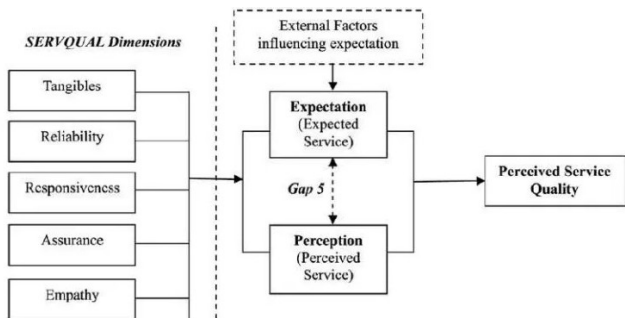 SERVQUAL Dimensions
Tangibles
Reliability
Responsiveness
Assurance
Empathy
External Factors
influencing expectation
Expectation
(Expected
Service)
Gap 5
Perception
(Perceived
Service)
Perceived Service
Quality